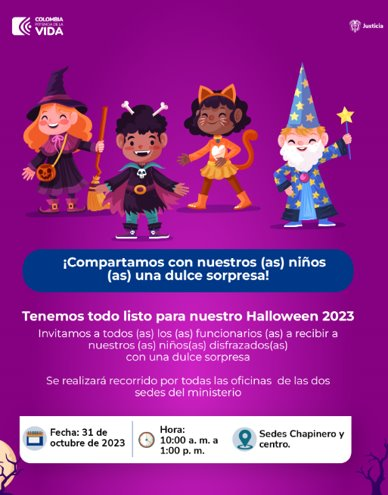 COLOMBIA
POTENCIA DE LA
VIDA
Justicia
¡Compartamos con nuestros (as) niños
(as) una dulce sorpresa!
Tenemos todo listo para nuestro Halloween 2023
Invitamos a todos (as) los (as) funcionarios (as) a recibir a
nuestros (as) niños(as) disfrazados(as)
con una dulce sorpresa
Se realizará recorrido por todas las oficinas de las dos
sedes del ministerio
Fecha: 31 de
octubre de 2023
Hora:
10:00 a. m. a
1:00 p. m.
Sedes Chapinero y
centro.